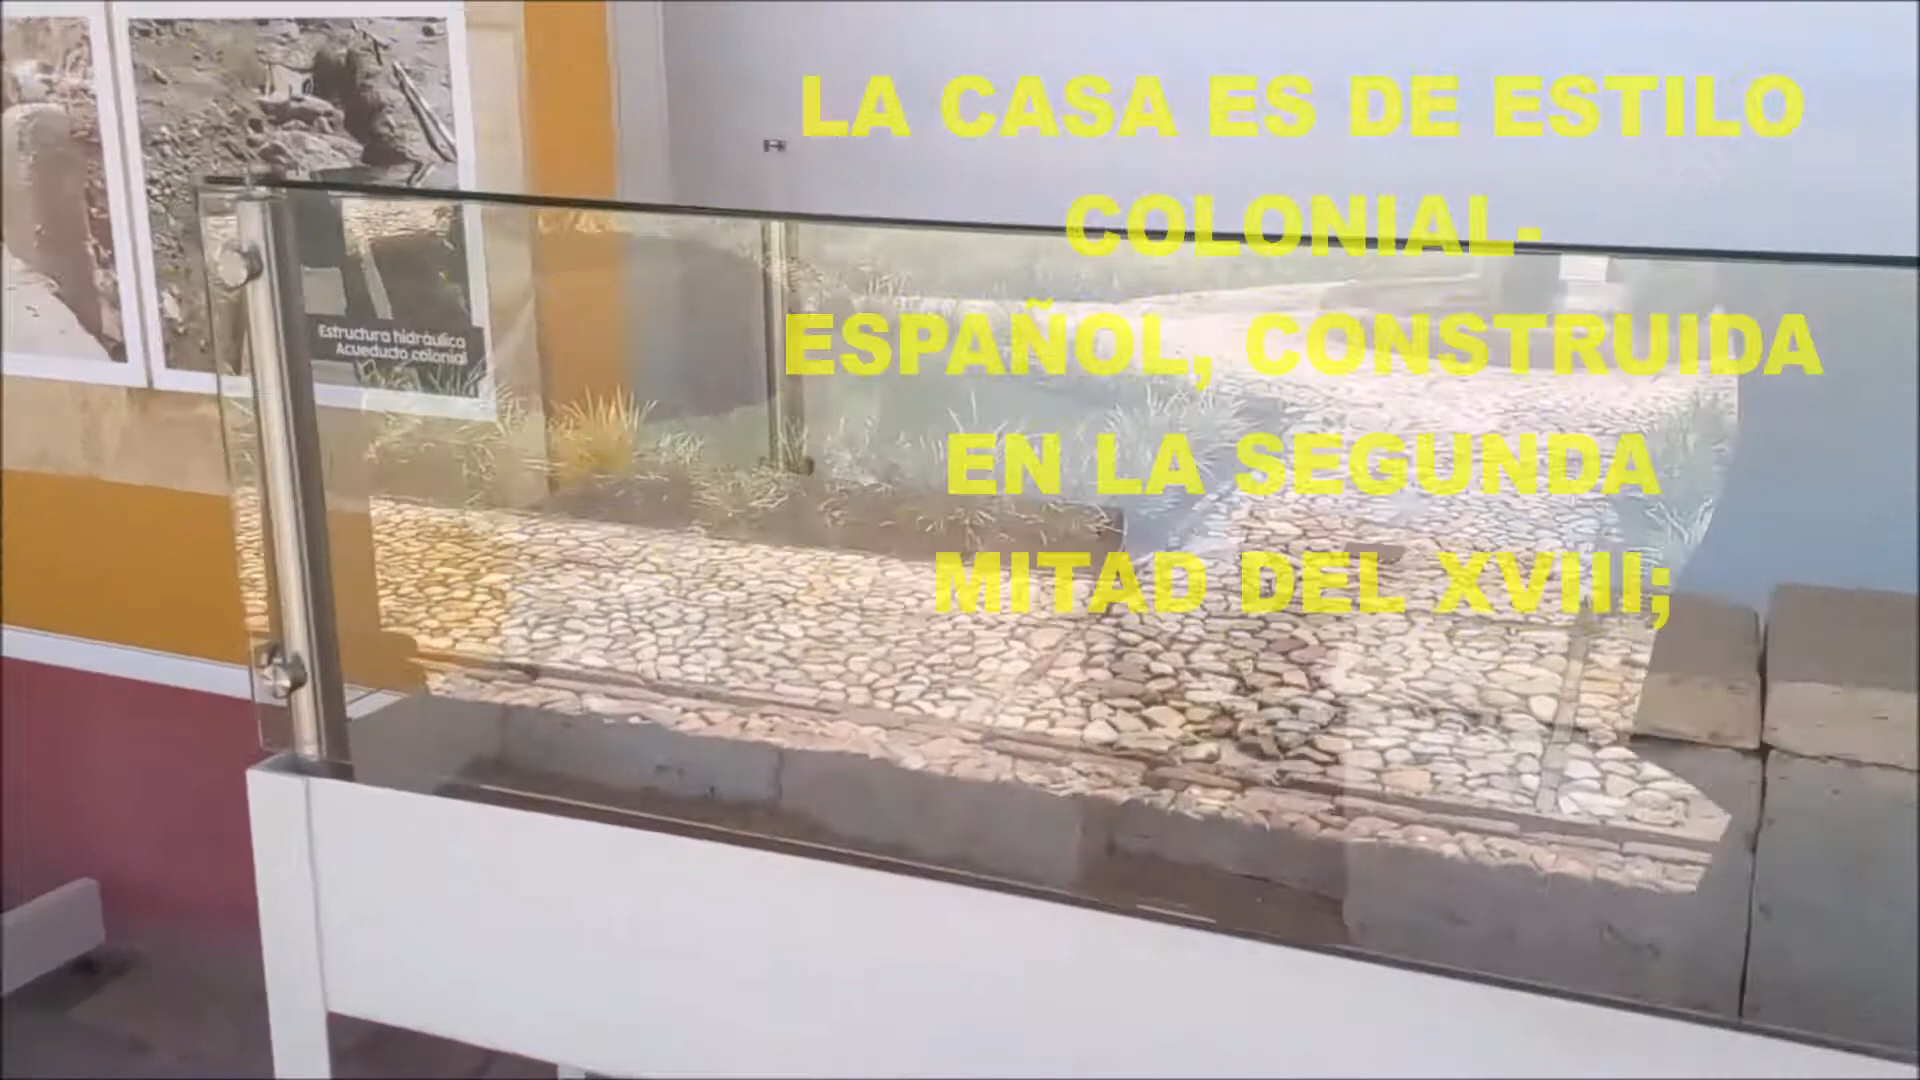 LA CASA ES DE ESTILO
COLONIAL-
ESPAÑOL, CONSTRUIDA
EN LA SEGUNDA
MITAD DEL XVIII;
Estructura hidráulica
Acueducto colonial